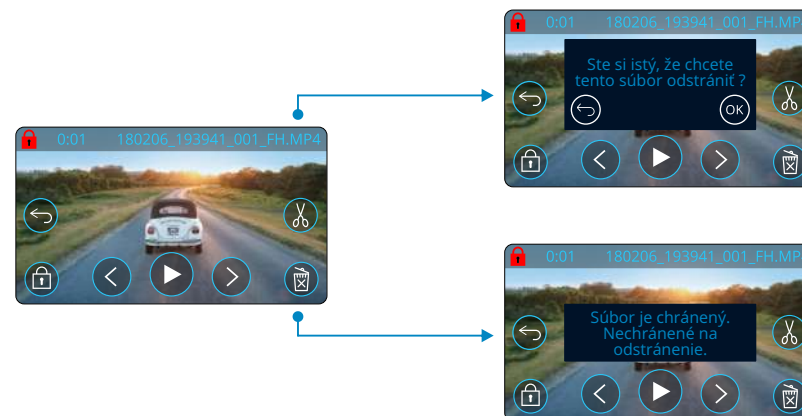 0:01 180206_193941_001_FH.MP4
0:01 180206_193941_001_FH.MP
Ste si istý, že chcete
tento súbor odstrániť ?
OK
0:01 180206_193941_001_FH.MP
Súbor je chránený.
Nechránené na
odstránenie.